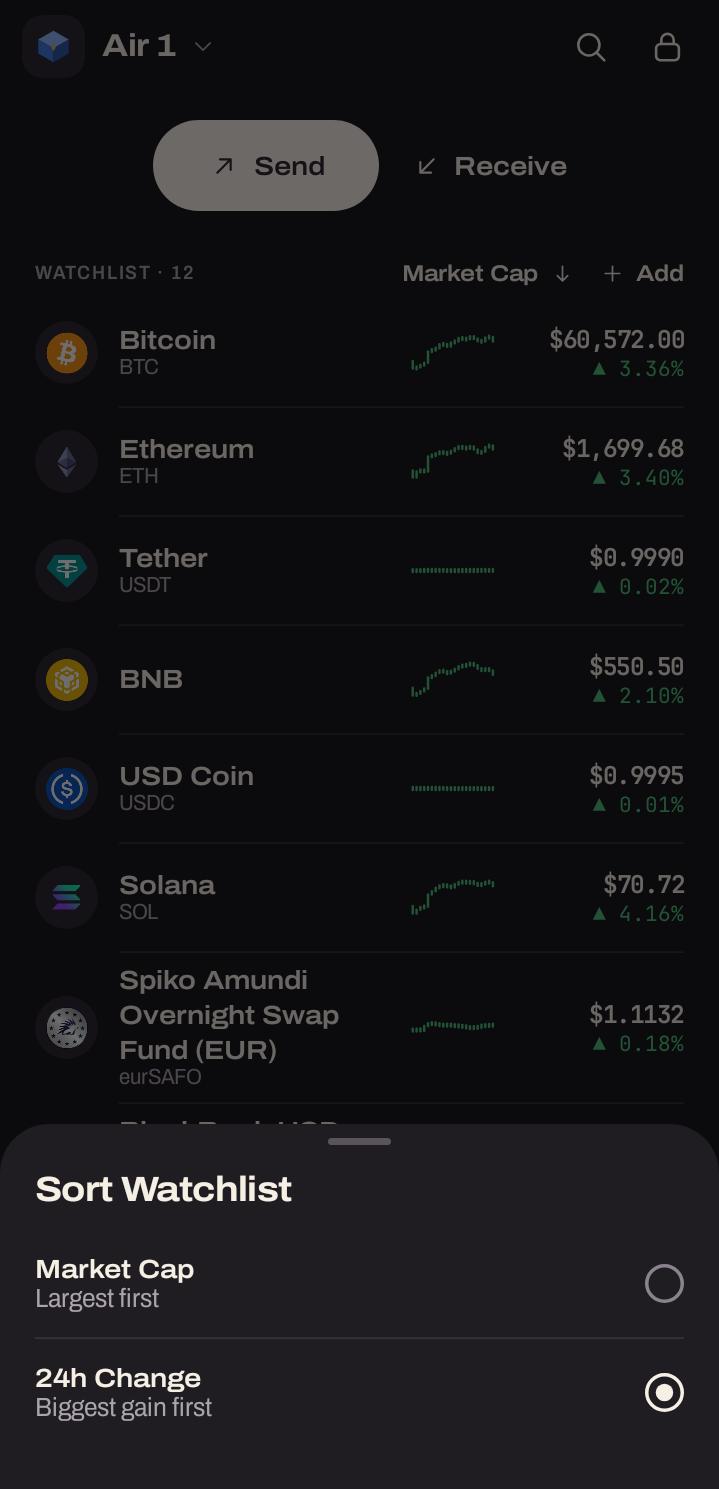 Air 1
Send
Receive
WATCHLIST · 12
Market Cap ↓
+ Add
Bitcoin
BTC
$60,572.00
▲ 3.36%
Ethereum
ETH
$1,699.68
▲ 3.40%
Tether
USDT
$0.9990
▲ 0.02%
BNB
$550.50
▲ 2.10%
USD Coin
USDC
$0.9995
▲ 0.01%
Solana
SOL
$70.72
▲ 4.16%
Spiko Amundi
Overnight Swap
Fund (EUR)
eurSAFO
$1.1132
▲ 0.18%
Sort Watchlist
Market Cap
Largest first
24h Change
Biggest gain first